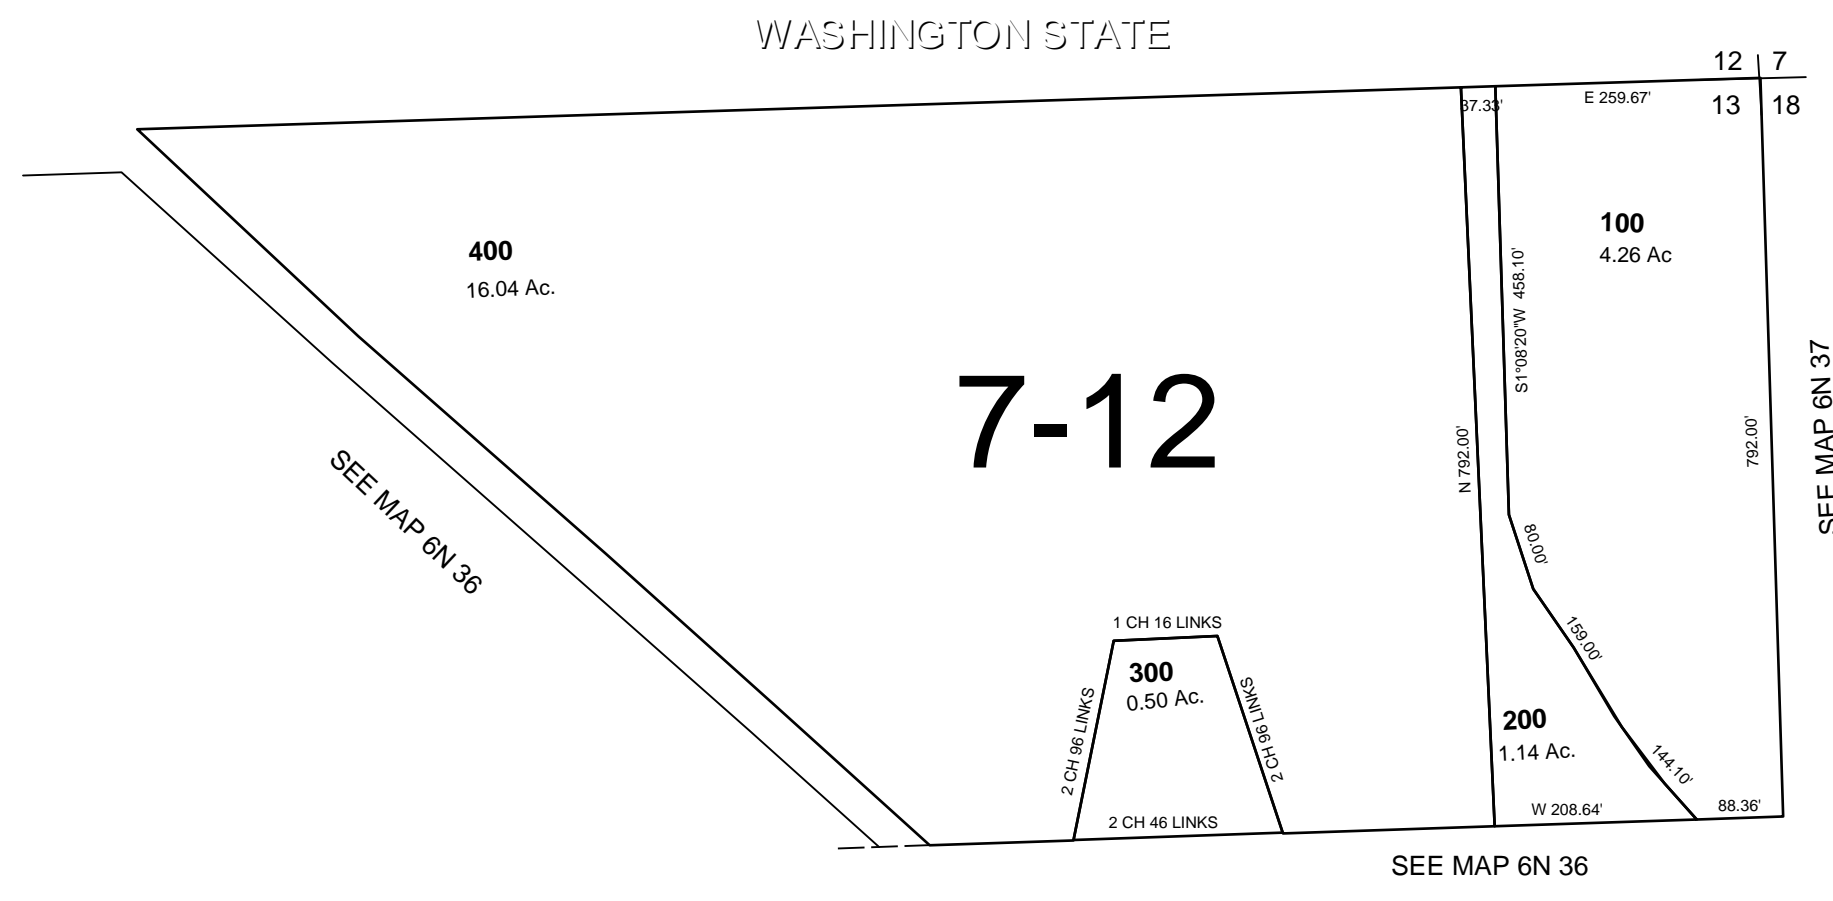 WASHINGTON STATE
12 7
13 18
37.33'
E 259.67'
400
16.04 Ac.
100
4.26 Ac
S1°08'20"W 458.10'
7-12
N 792.00'
792.00'
SEE MAP 6N 37
SEE MAP 6N 36
80.00'
159.00'
1 CH 16 LINKS
300
0.50 Ac.
2 CH 96 LINKS
2 CH 96 LINKS
2 CH 46 LINKS
200
1.14 Ac.
144.10'
W 208.64'
88.36'
SEE MAP 6N 36